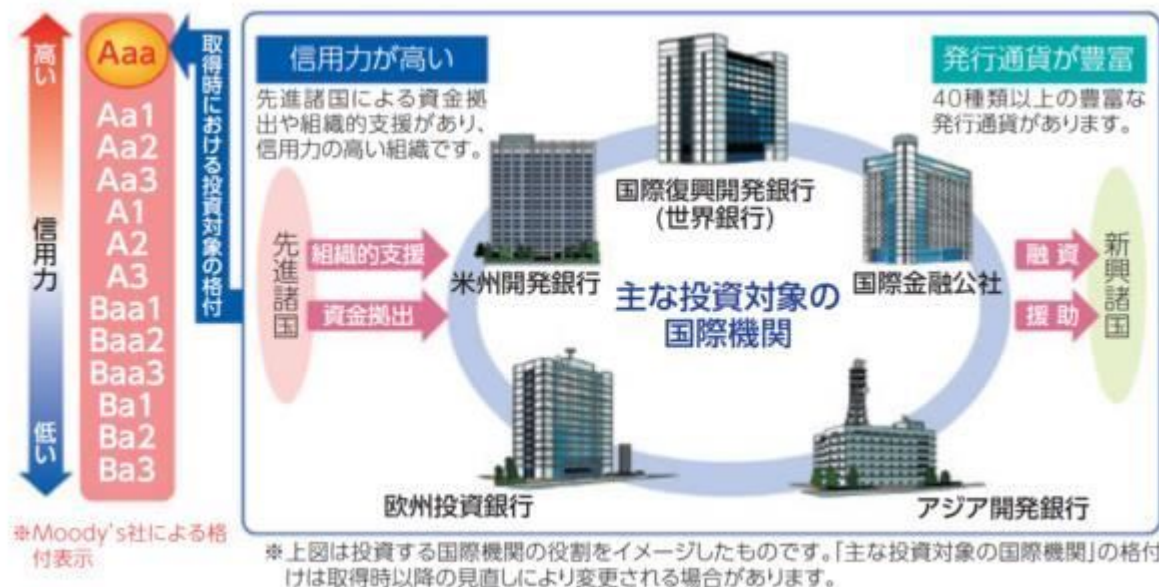 高い
信用力
低い
Aaa
Aa1
Aa2
Aa3
A1
A2
A3
Baa1
Baa2
Baa3
Ba1
Ba2
Ba3
※Moody's社による格
付表示
取得時における投資対象の格付
信用力が高い
先進諸国による資金拠
出や組織的支援があり、
信用力の高い組織です。
発行通貨が豊富
40種類以上の豊富な
発行通貨があります。
先進諸国
組織的支援
資金拠出
国際復興開発銀行
(世界銀行)
米州開発銀行
国際金融公社
主な投資対象の
国際機関
欧州投資銀行
アジア開発銀行
融資
援助
新興諸国
※上図は投資する国際機関の役割をイメージしたものです。「主な投資対象の国際機関」の格付
けは取得時以降の見直しにより変更される場合があります。